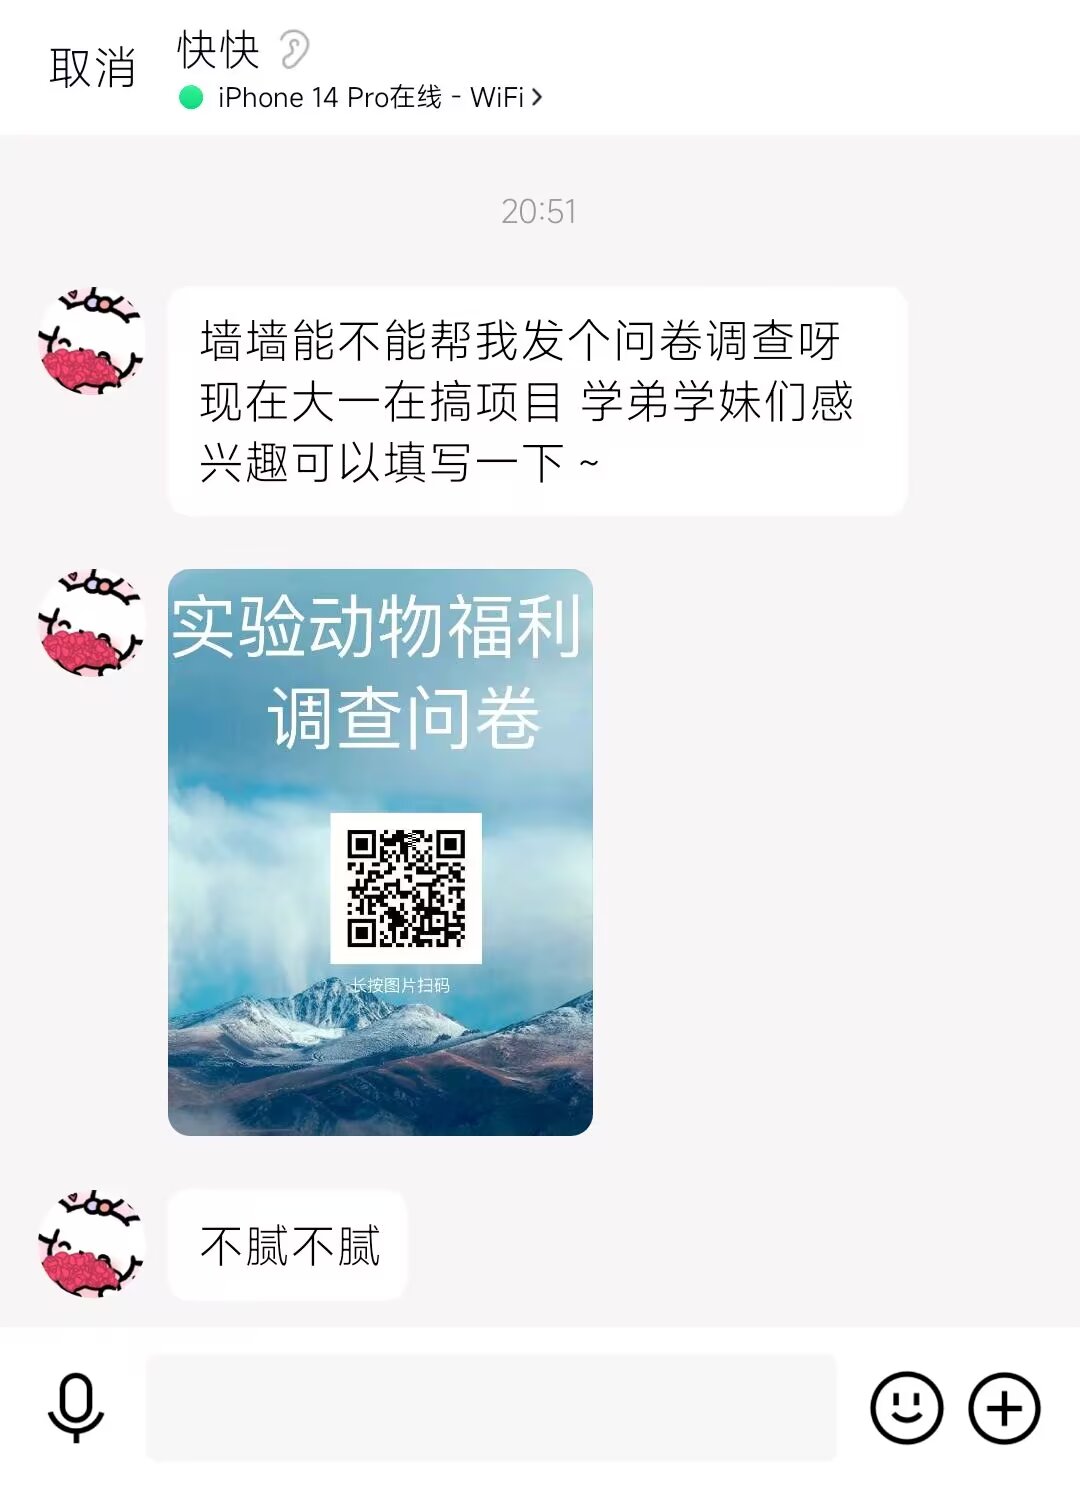 取消
快快
iPhone 14 Pro在线 - WiFi
20:51
墙墙能不能帮我发个问卷调查呀
现在大一在搞项目 学弟学妹们感
兴趣可以填写一下 ~
实验动物福利
调查问卷
长按图片扫码
不腻不腻